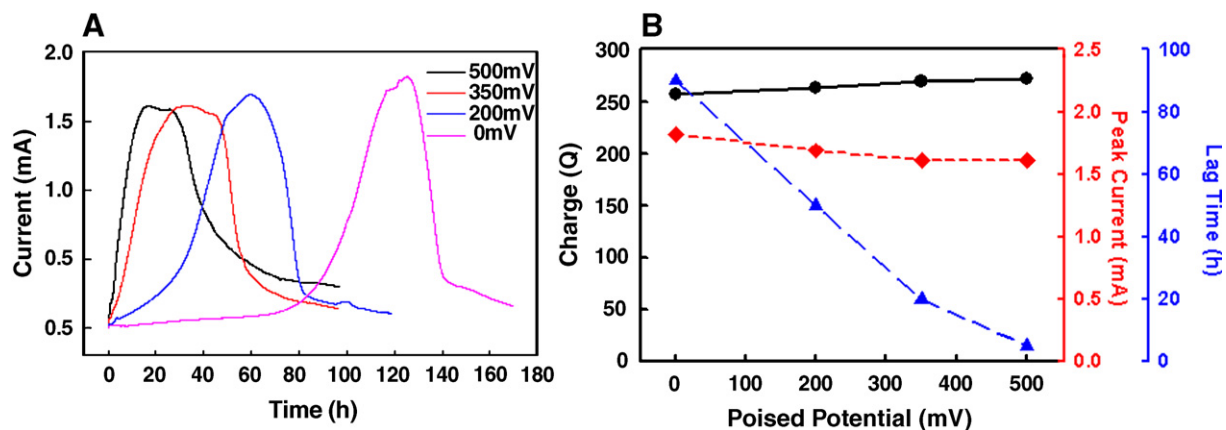 A
2.0
1.5
1.0
0.5
0.5
Current (mA)
0 20 40 60 80 100 120 140 160 180
Time (h)
500mV
350mV
200mV
0mV
B
300
250
200
150
100
50
0
Charge (Q)
0 100 200 300 400 500
Poised Potential (mV)
2.5
2.0
1.5
1.0
0.5
0.0
Peak Current (mA)
100
80
60
40
20
0
Lag Time (h)